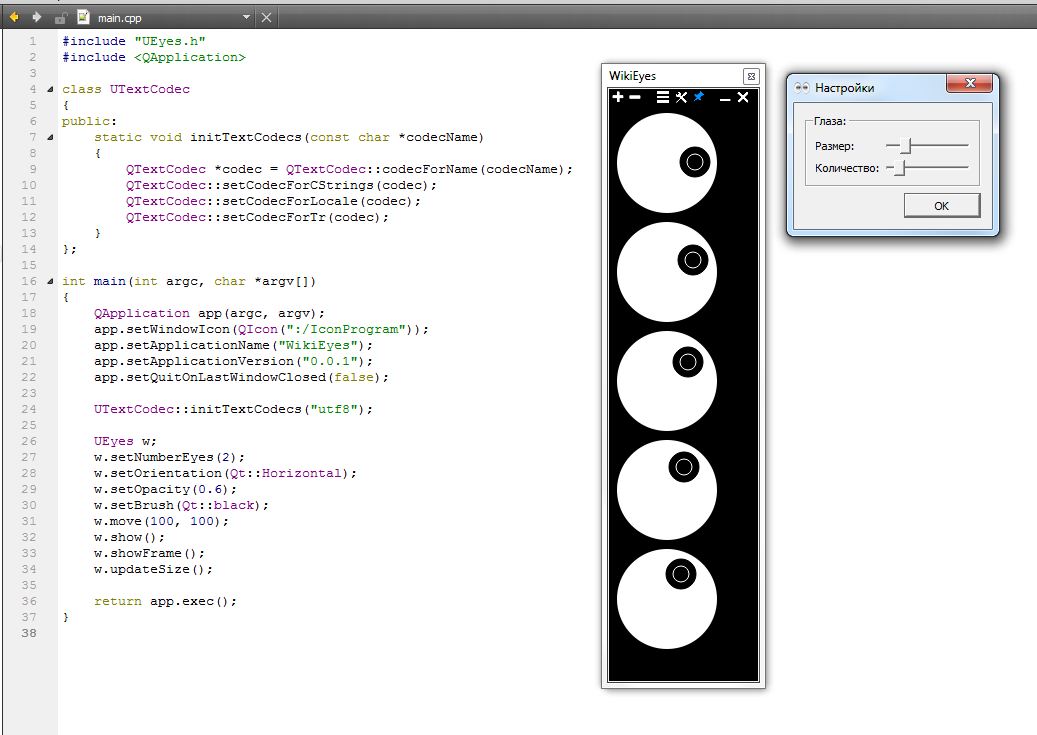 main.cpp
1 #include "UEyes.h"
2 #include <QApplication>
3
4 class UTextCodec
5 {
6 public:
7     static void initTextCodecs(const char *codecName)
8     {
9         QTextCodec *codec = QTextCodec::codecForName(codecName);
10         QTextCodec::setCodecForCStrings(codec);
11         QTextCodec::setCodecForLocale(codec);
12         QTextCodec::setCodecForTr(codec);
13     }
14 };
15
16 int main(int argc, char *argv[])
17 {
18     QApplication app(argc, argv);
19     app.setWindowIcon(QIcon(":/IconProgram"));
20     app.setApplicationName("WikiEyes");
21     app.setApplicationVersion("0.0.1");
22     app.setQuitOnLastWindowClosed(false);
23
24     UTextCodec::initTextCodecs("utf8");
25
26     UEyes w;
27     w.setNumberEyes(2);
28     w.setOrientation(Qt::Horizontal);
29     w.setOpacity(0.6);
30     w.setBrush(Qt::black);
31     w.move(100, 100);
32     w.show();
33     w.showFrame();
34     w.updateSize();
35
36     return app.exec();
37 }
38
WikiEyes
Настройки
Глаза:
Размер:
Количество:
OK